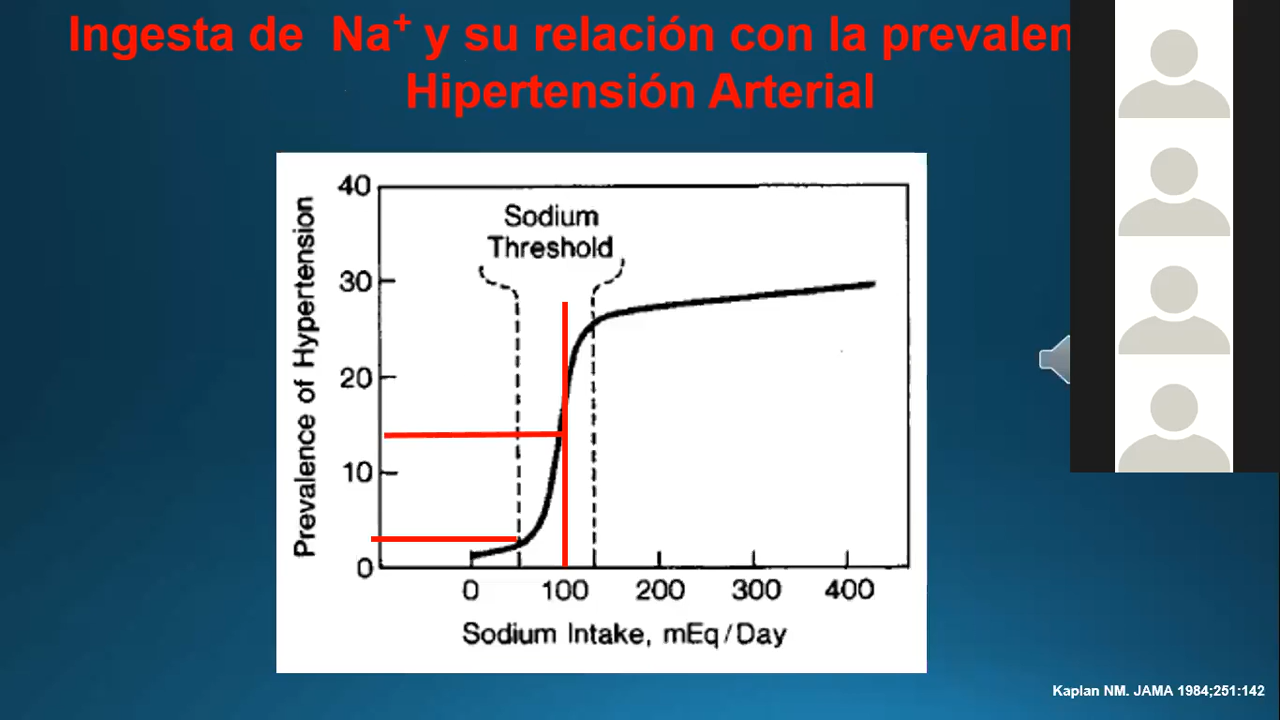 Ingesta de Na⁺ y su relación con la prevalen
Hipertensión Arterial
Sodium
Threshold
Prevalence of Hypertension
40
30
20
10
0
0 100 200 300 400
Sodium Intake, mEq/Day
Kaplan NM. JAMA 1984;251:142